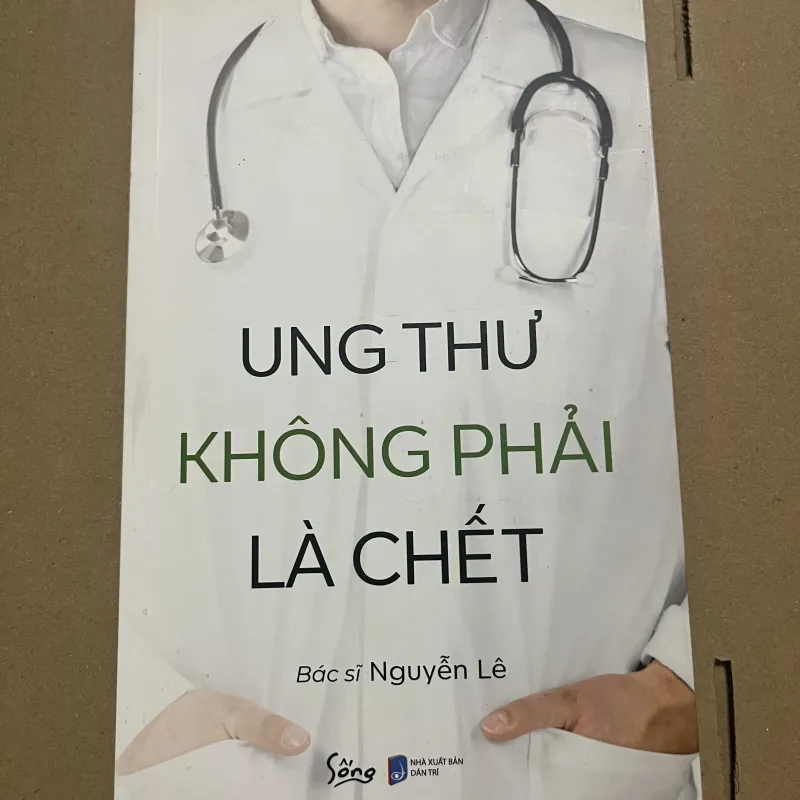 UNG THƯ
KHÔNG PHẢI
LÀ CHẾT
Bác sĩ Nguyễn Lê
Sống
NHÀ XUẤT BẢN
DÂN TRÍ